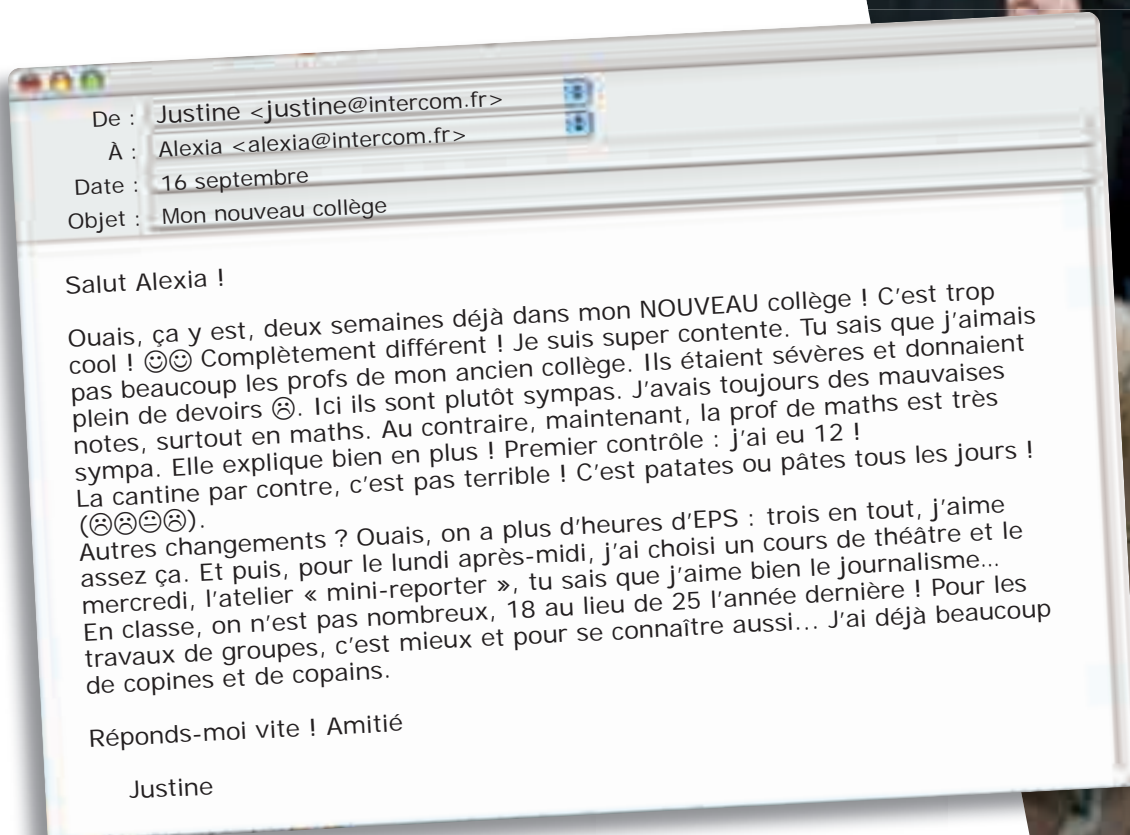 De : Justine <justine@intercom.fr>
À : Alexia <alexia@intercom.fr>
Date : 16 septembre
Objet : Mon nouveau collège
Salut Alexia !
Ouais, ça y est, deux semaines déjà dans mon NOUVEAU collège ! C'est trop
cool ! ☺☺ Complètement différent ! Je suis super contente. Tu sais que j'aimais
pas beaucoup les profs de mon ancien collège. Ils étaient sévères et donnaient
plein de devoirs ☹. Ici ils sont plutôt sympas. J'avais toujours des mauvaises
notes, surtout en maths. Au contraire, maintenant, la prof de maths est très
sympa. Elle explique bien en plus ! Premier contrôle : j'ai eu 12 !
La cantine par contre, c'est pas terrible ! C'est patates ou pâtes tous les jours !
(☹☹😐☹).
Autres changements ? Ouais, on a plus d'heures d'EPS : trois en tout, j'aime
assez ça. Et puis, pour le lundi après-midi, j'ai choisi un cours de théâtre et le
mercredi, l'atelier « mini-reporter », tu sais que j'aime bien le journalisme...
En classe, on n'est pas nombreux, 18 au lieu de 25 l'année dernière ! Pour les
travaux de groupes, c'est mieux et pour se connaître aussi... J'ai déjà beaucoup
de copines et de copains.
Réponds-moi vite ! Amitié
Justine